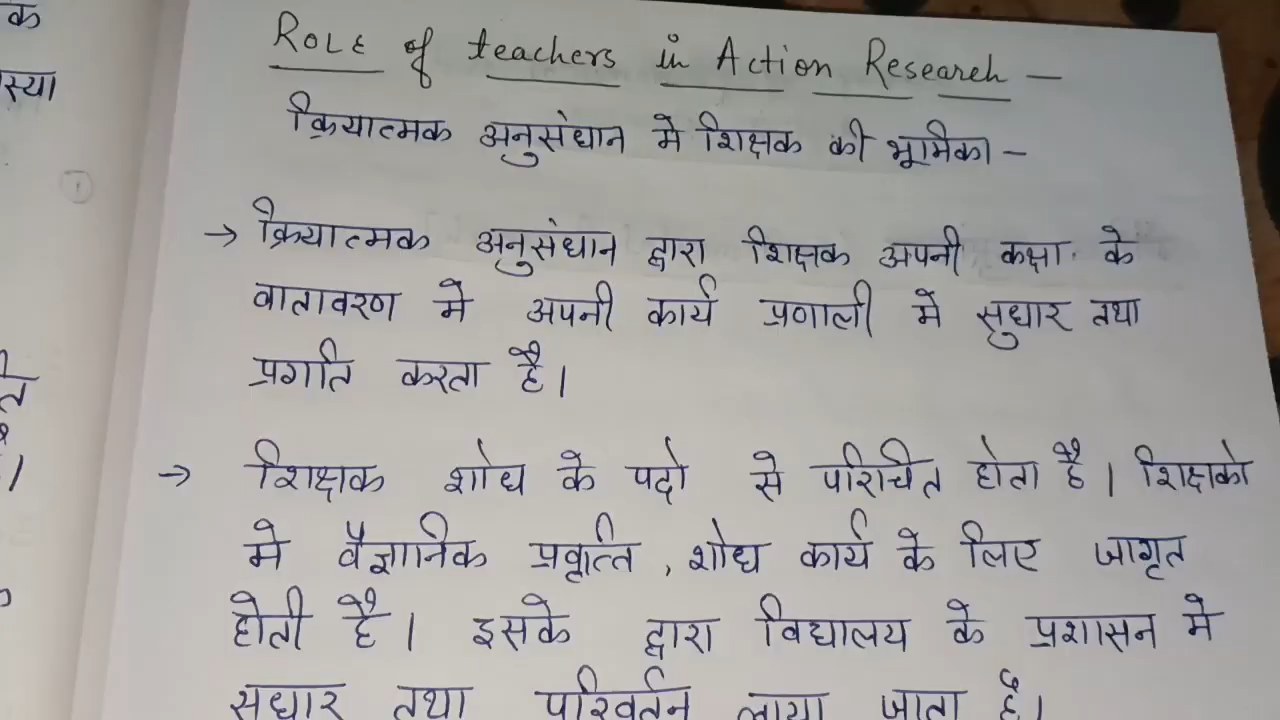 क
स्या
Role of teachers in Action Research —
क्रियात्मक अनुसंधान मे शिक्षक की भूमिका –
→ क्रियात्मक अनुसंधान द्वारा शिक्षक अपनी कक्षा के
वातावरण मे अपनी कार्य प्रणाली मे सुधार तथा
प्रगति करता है।
→ शिक्षक शोध के पदो से परिचित होता है। शिक्षको
मे वैज्ञानिक प्रवृत्ति, शोध कार्य के लिए जागृत
होती है। इसके द्वारा विद्यालय के प्रशासन मे
सुधार तथा परिवर्तन लाया जाता है।